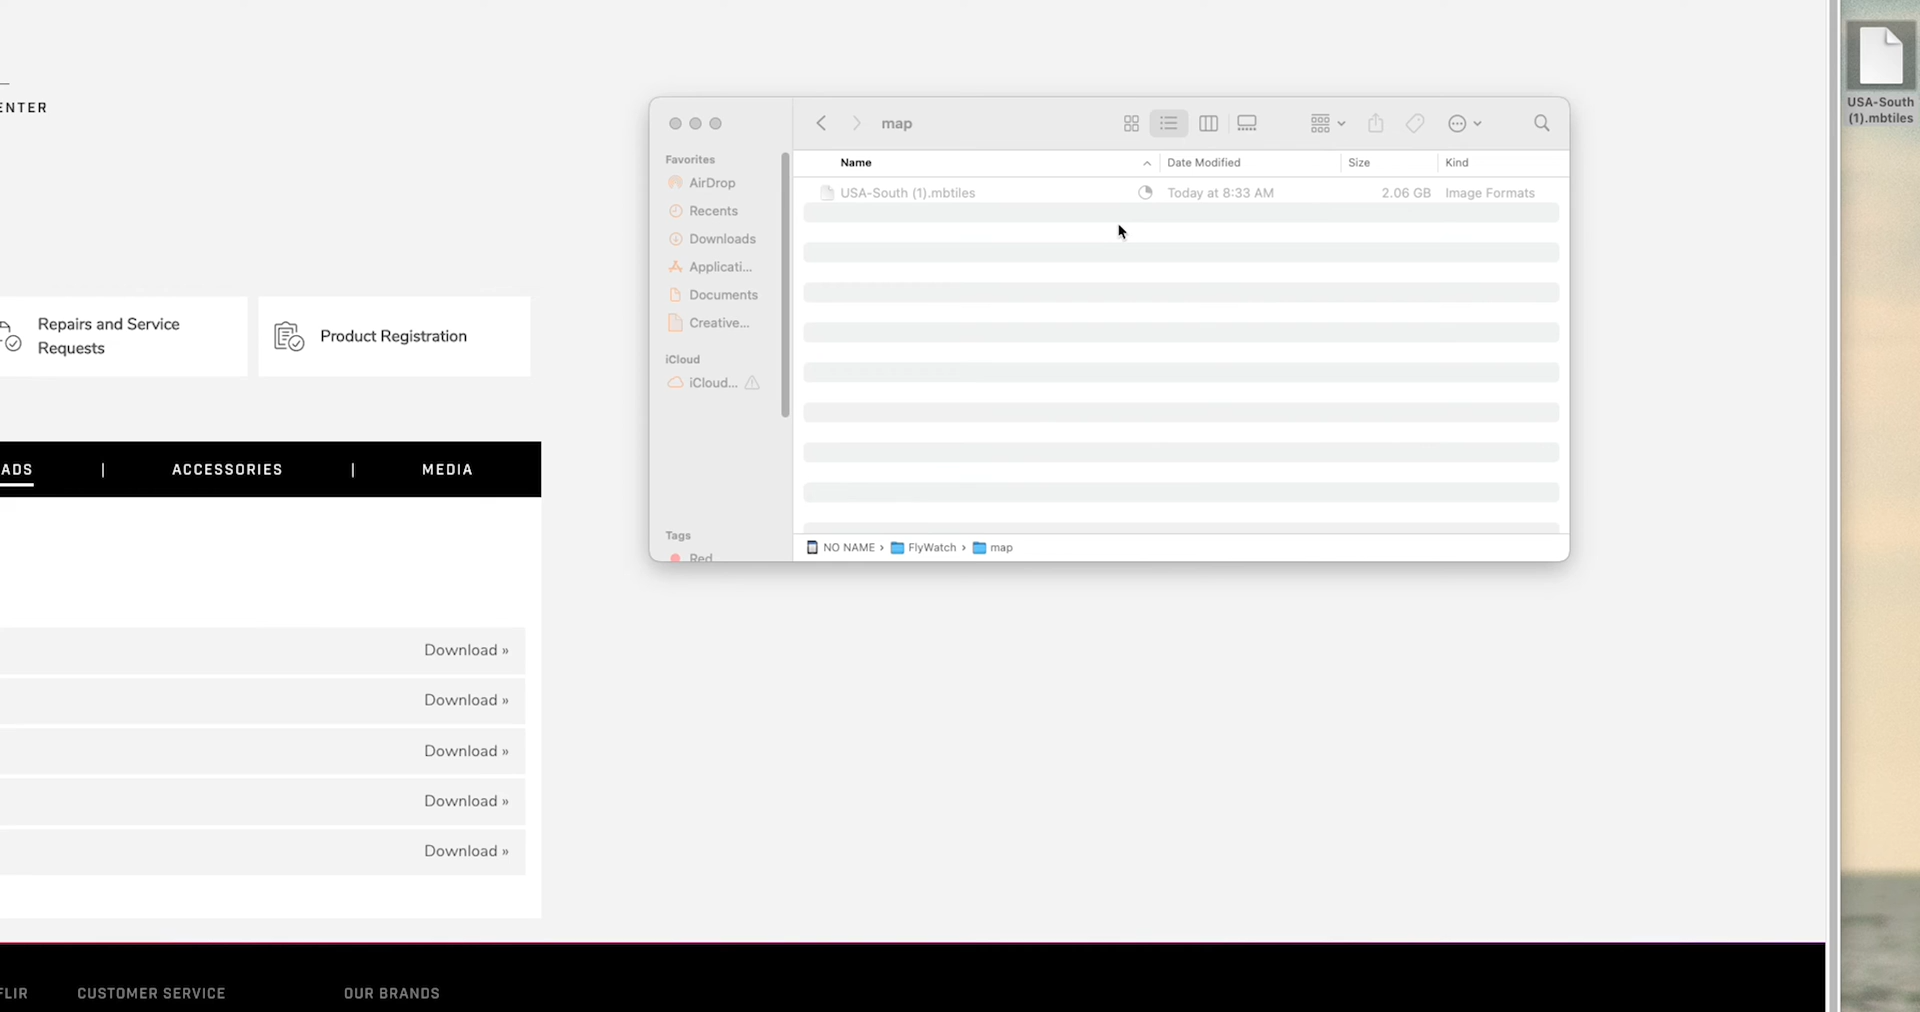 ENTER
Repairs and Service
Requests
Product Registration
ADS | ACCESSORIES | MEDIA
Download »
Download »
Download »
Download »
Download »
FLIR CUSTOMER SERVICE OUR BRANDS
map
Favorites
AirDrop
Recents
Downloads
Applicati...
Documents
Creative...
iCloud
iCloud...
Tags
Red
Name Date Modified Size Kind
USA-South (1).mbtiles Today at 8:33 AM 2.06 GB Image Formats
NO NAME › FlyWatch › map
USA-South
(1).mbtiles